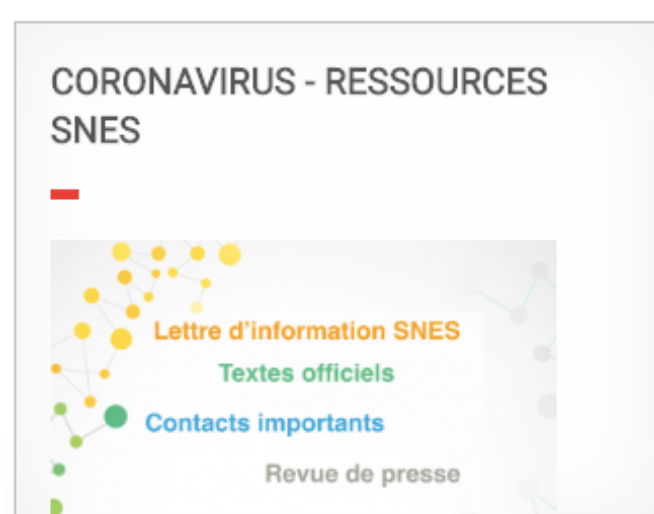 CORONAVIRUS - RESSOURCES
SNES
Lettre d'information SNES
Textes officiels
Contacts importants
Revue de presse